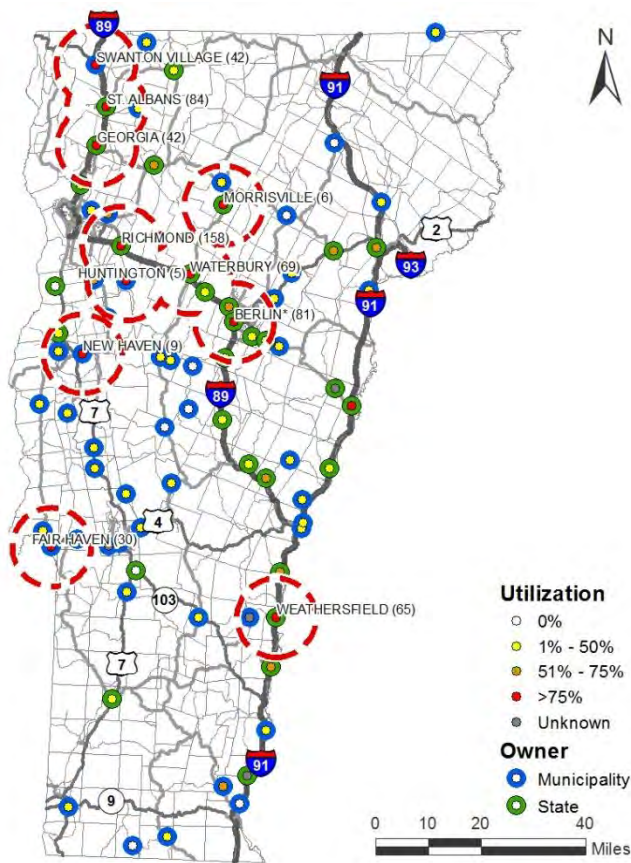 89
N
SWANTON VILLAGE (42)
91
ST. ALBANS (84)
GEORGIA (42)
MORRISVILLE (6)
2
RICHMOND (158)
93
HUNTINGTON (5)
WATERBURY (69)
91
BERLIN* (81)
NEW HAVEN (9)
89
7
4
FAIR HAVEN (30)
103
WEATHERSFIELD (65)
7
91
9
Utilization
0%
1% - 50%
51% - 75%
>75%
Unknown
Owner
Municipality
State
0 10 20 40
Miles